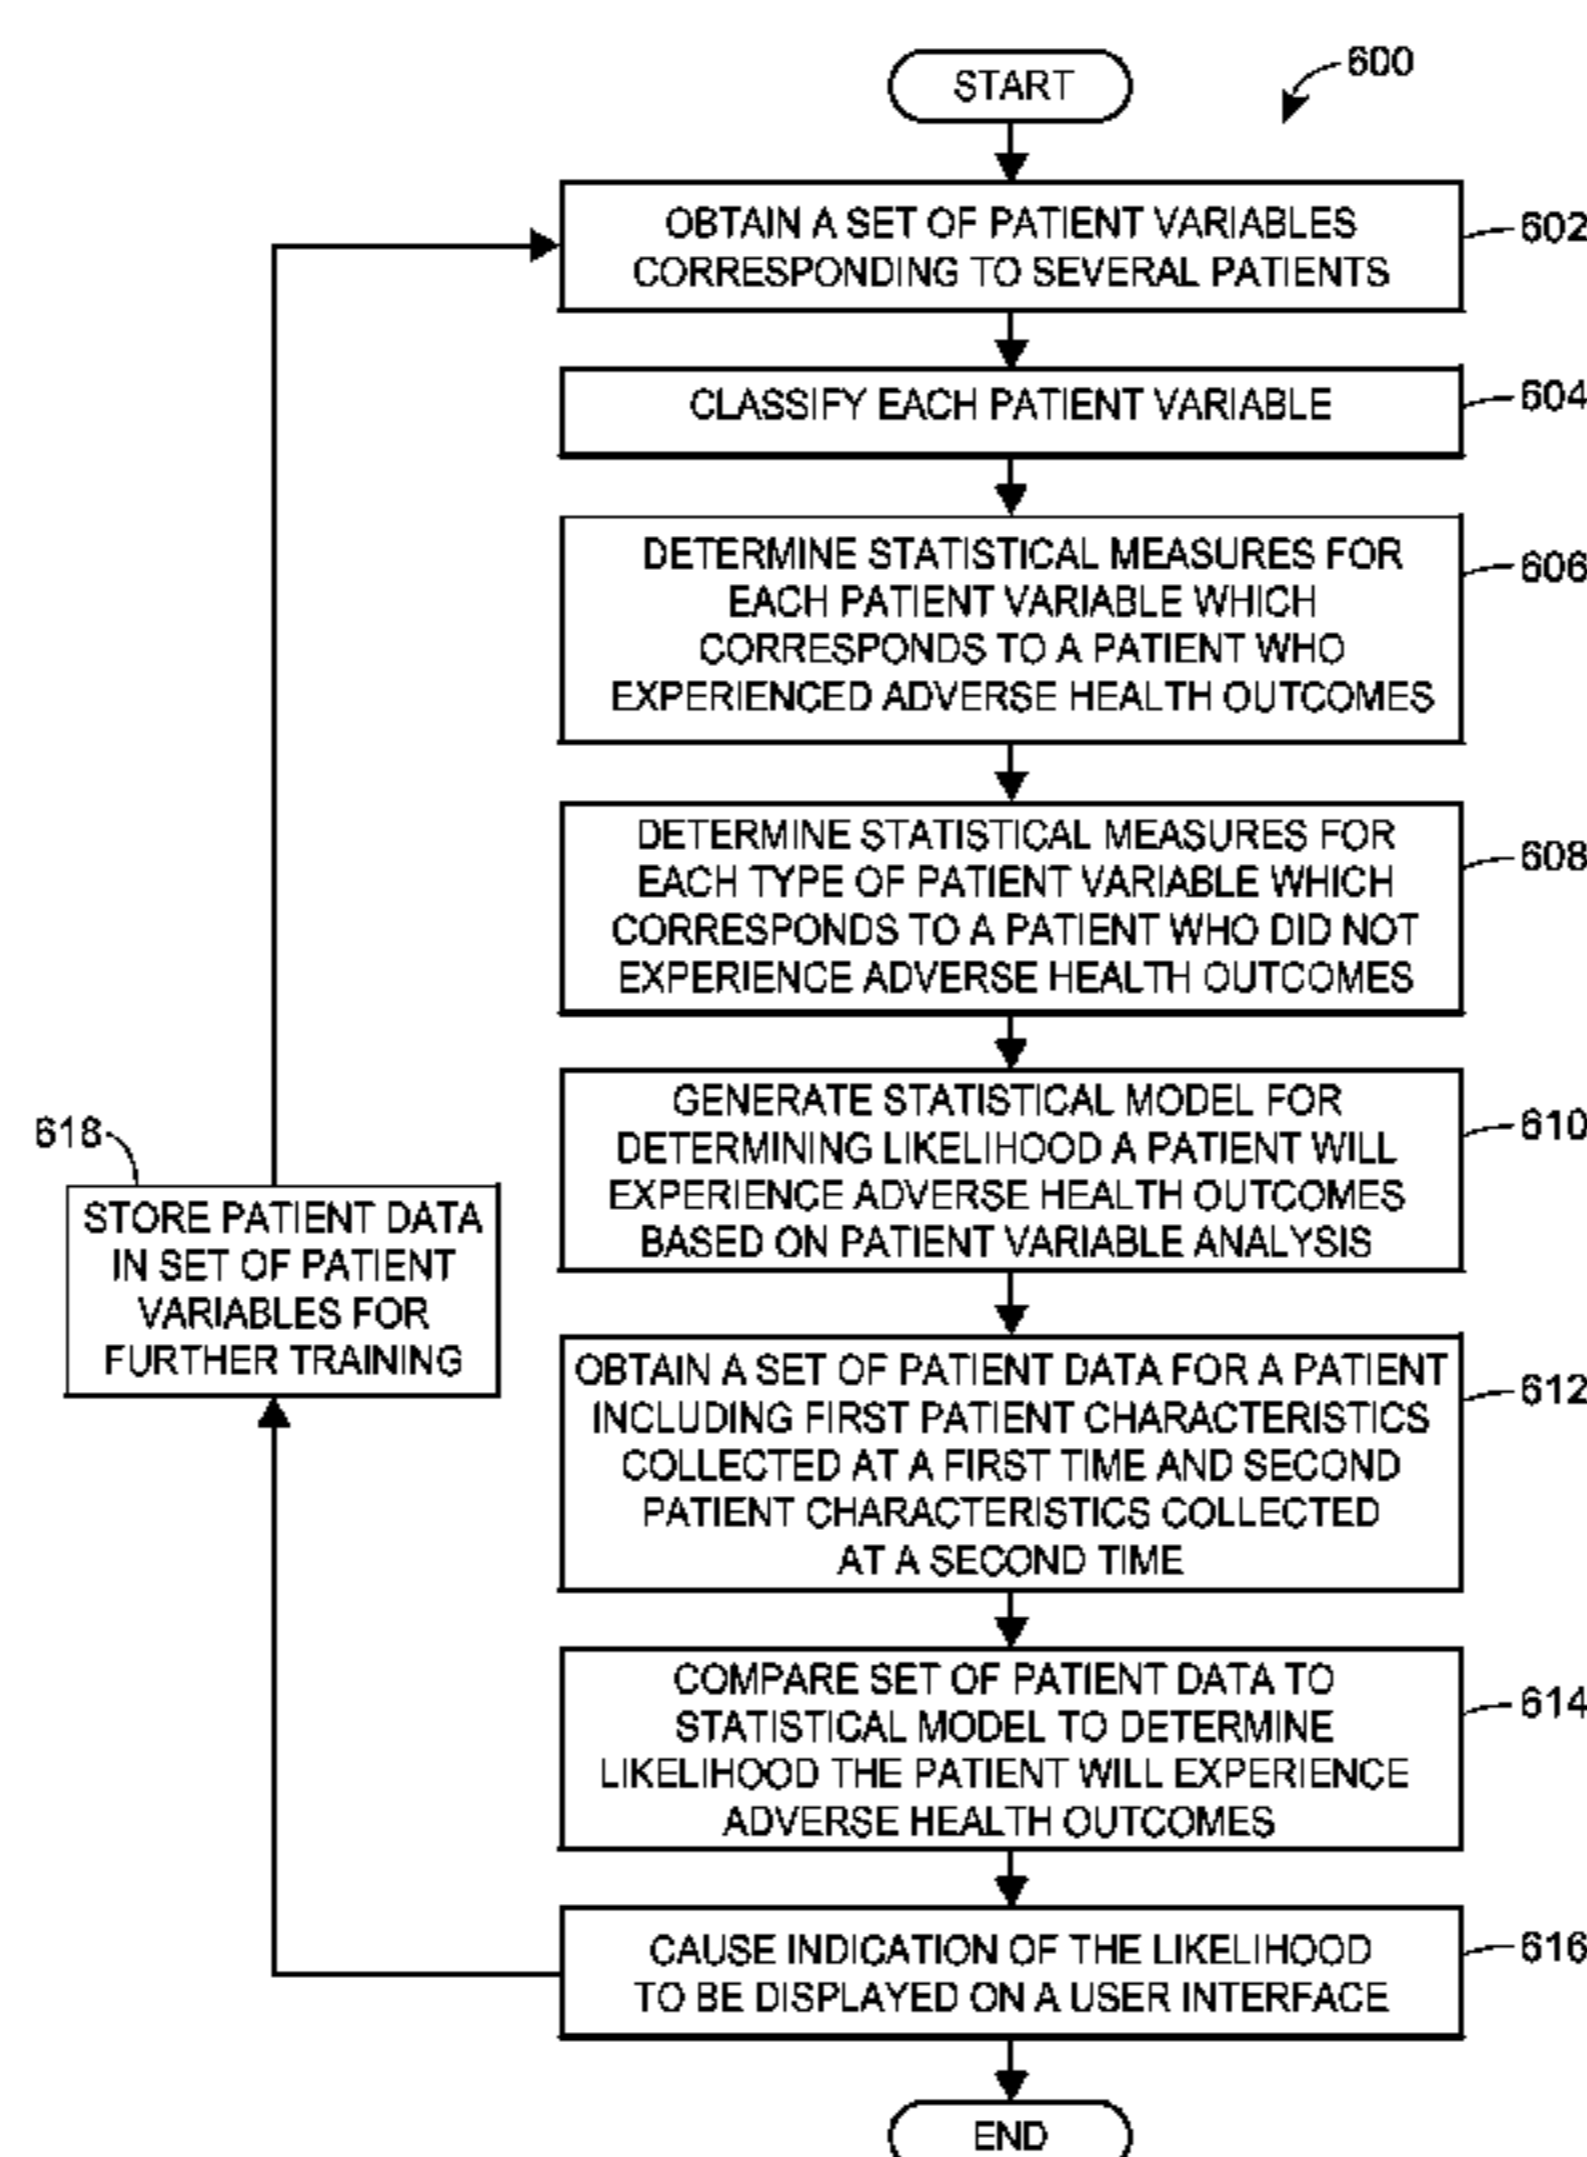 START
600
OBTAIN A SET OF PATIENT VARIABLES
CORRESPONDING TO SEVERAL PATIENTS
602
CLASSIFY EACH PATIENT VARIABLE
604
DETERMINE STATISTICAL MEASURES FOR
EACH PATIENT VARIABLE WHICH
CORRESPONDS TO A PATIENT WHO
EXPERIENCED ADVERSE HEALTH OUTCOMES
606
DETERMINE STATISTICAL MEASURES FOR
EACH TYPE OF PATIENT VARIABLE WHICH
CORRESPONDS TO A PATIENT WHO DID NOT
EXPERIENCE ADVERSE HEALTH OUTCOMES
608
GENERATE STATISTICAL MODEL FOR
DETERMINING LIKELIHOOD A PATIENT WILL
EXPERIENCE ADVERSE HEALTH OUTCOMES
BASED ON PATIENT VARIABLE ANALYSIS
610
618
STORE PATIENT DATA
IN SET OF PATIENT
VARIABLES FOR
FURTHER TRAINING
OBTAIN A SET OF PATIENT DATA FOR A PATIENT
INCLUDING FIRST PATIENT CHARACTERISTICS
COLLECTED AT A FIRST TIME AND SECOND
PATIENT CHARACTERISTICS COLLECTED
AT A SECOND TIME
612
COMPARE SET OF PATIENT DATA TO
STATISTICAL MODEL TO DETERMINE
LIKELIHOOD THE PATIENT WILL EXPERIENCE
ADVERSE HEALTH OUTCOMES
614
CAUSE INDICATION OF THE LIKELIHOOD
TO BE DISPLAYED ON A USER INTERFACE
616
END